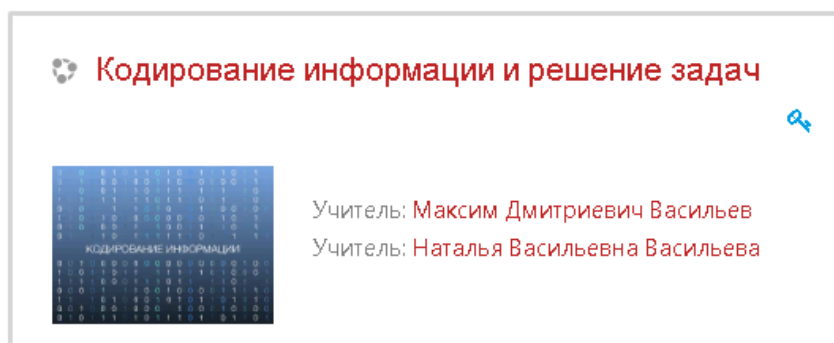 Кодирование информации и решение задач
КОДИРОВАНИЕ ИНФОРМАЦИИ
Учитель: Максим Дмитриевич Васильев
Учитель: Наталья Васильевна Васильева